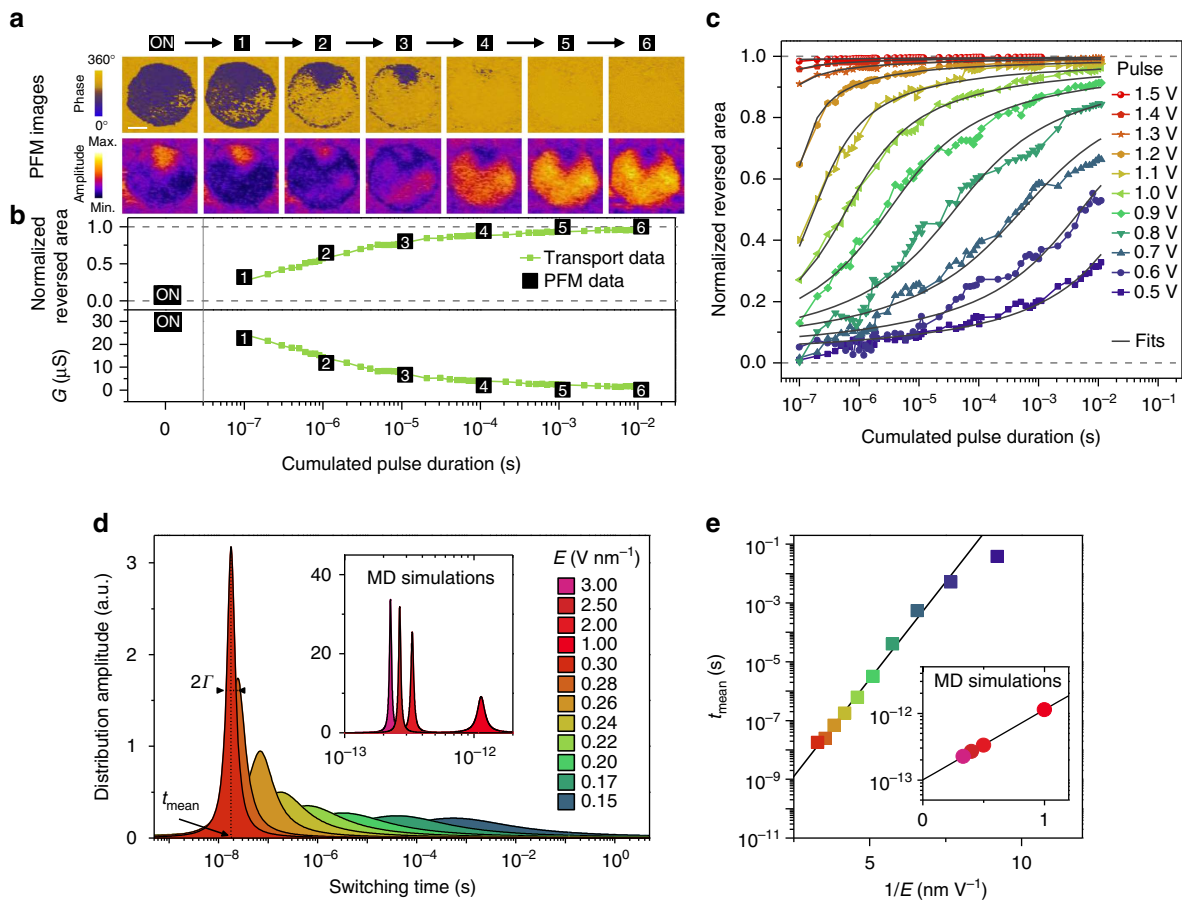 a
ON 1 2 3 4 5 6
PFM images
Phase
360°
0°
Amplitude
Max.
Min.
b
Normalized
reversed area
1.0
0.5
0.0
ON
1 2 3 4 5 6
Transport data
PFM data
G (μS)
30
20
10
0
ON
1 2 3 4 5 6
0 10⁻⁷ 10⁻⁶ 10⁻⁵ 10⁻⁴ 10⁻³ 10⁻²
Cumulated pulse duration (s)
c
Normalized reversed area
1.0
0.8
0.6
0.4
0.2
0.0
Pulse
1.5 V
1.4 V
1.3 V
1.2 V
1.1 V
1.0 V
0.9 V
0.8 V
0.7 V
0.6 V
0.5 V
Fits
10⁻⁷ 10⁻⁶ 10⁻⁵ 10⁻⁴ 10⁻³ 10⁻² 10⁻¹
Cumulated pulse duration (s)
d
Distribution amplitude (a.u.)
3
2
1
0
2Γ
t_mean
MD simulations
40
20
0
10⁻¹³ 10⁻¹²
E (V nm⁻¹)
3.00
2.50
2.00
1.00
0.30
0.28
0.26
0.24
0.22
0.20
0.17
0.15
10⁻⁸ 10⁻⁶ 10⁻⁴ 10⁻² 10⁰
Switching time (s)
e
t_mean (s)
10⁻¹
10⁻³
10⁻⁵
10⁻⁷
10⁻⁹
10⁻¹¹
MD simulations
10⁻¹²
10⁻¹³
0 1
5 10
1/E (nm V⁻¹)